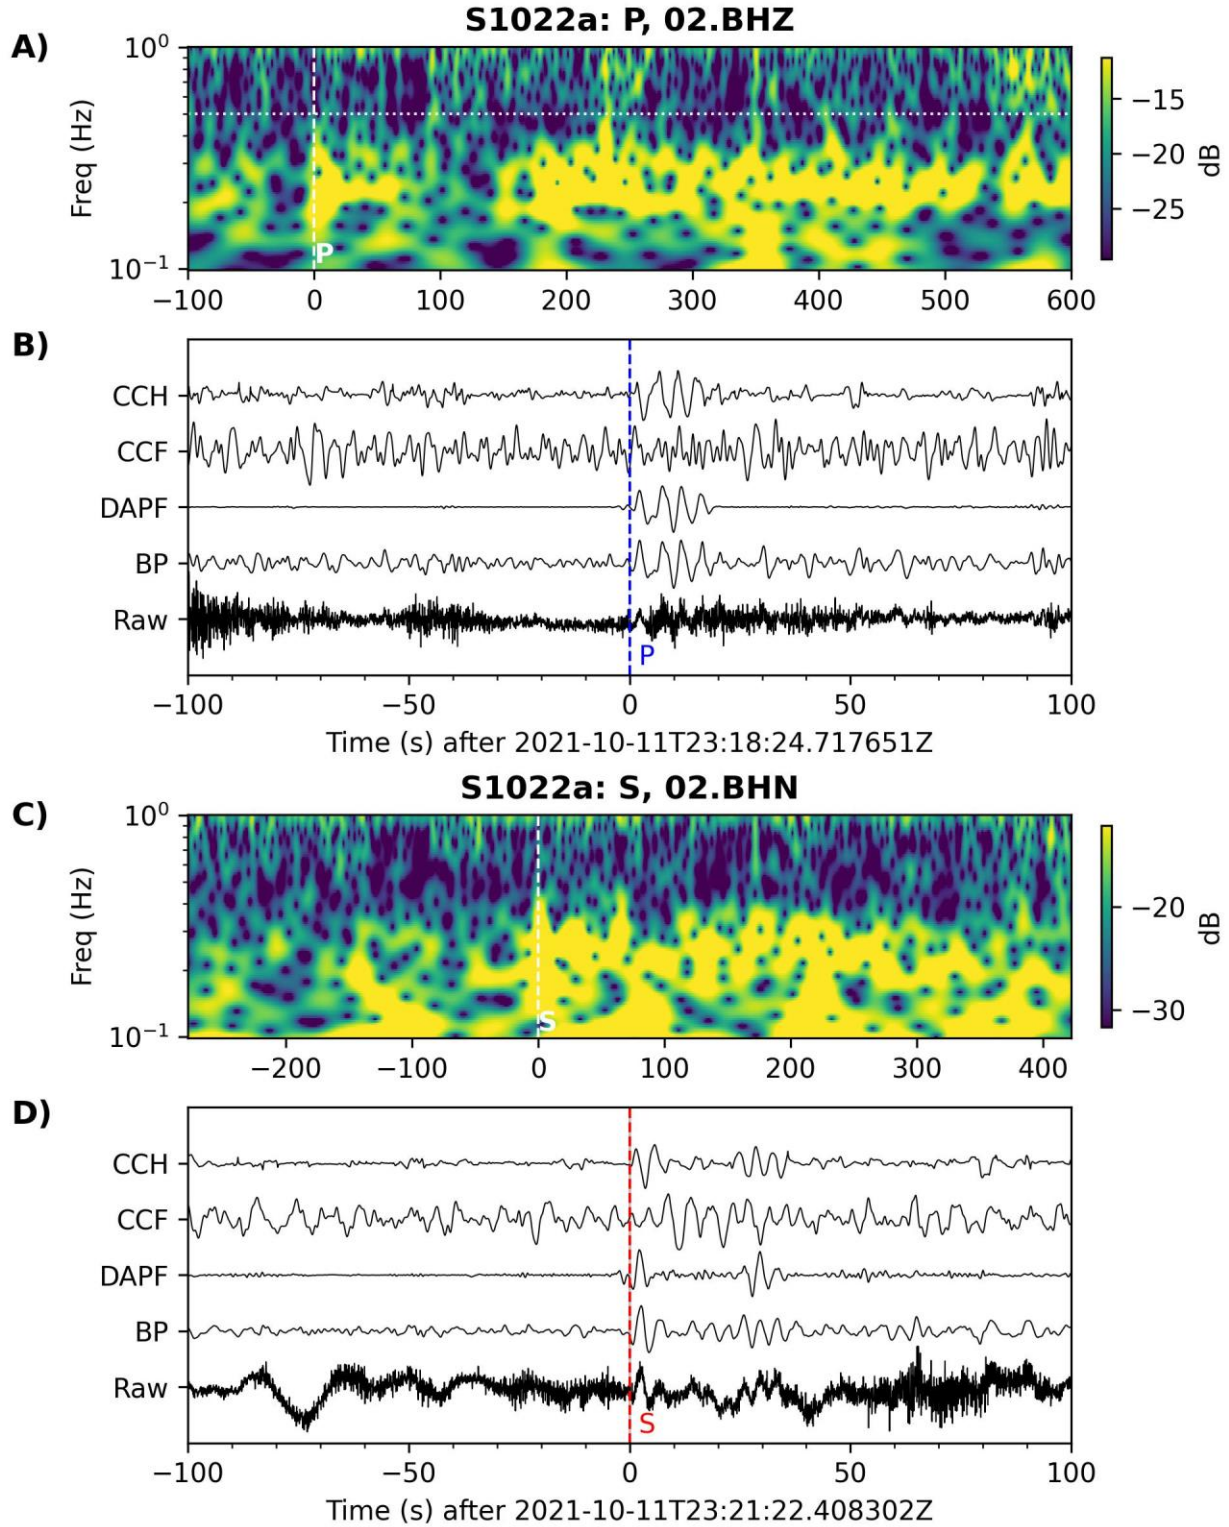 S1022a: P, 02.BHZ
A)
10⁰
10⁻¹
Freq (Hz)
P
−100 0 100 200 300 400 500 600
−15
−20
−25
dB
B)
CCH
CCF
DAPF
BP
Raw
P
−100 −50 0 50 100
Time (s) after 2021-10-11T23:18:24.717651Z
S1022a: S, 02.BHN
C)
10⁰
10⁻¹
Freq (Hz)
S
−200 −100 0 100 200 300 400
−20
−30
dB
D)
CCH
CCF
DAPF
BP
Raw
S
−100 −50 0 50 100
Time (s) after 2021-10-11T23:21:22.408302Z